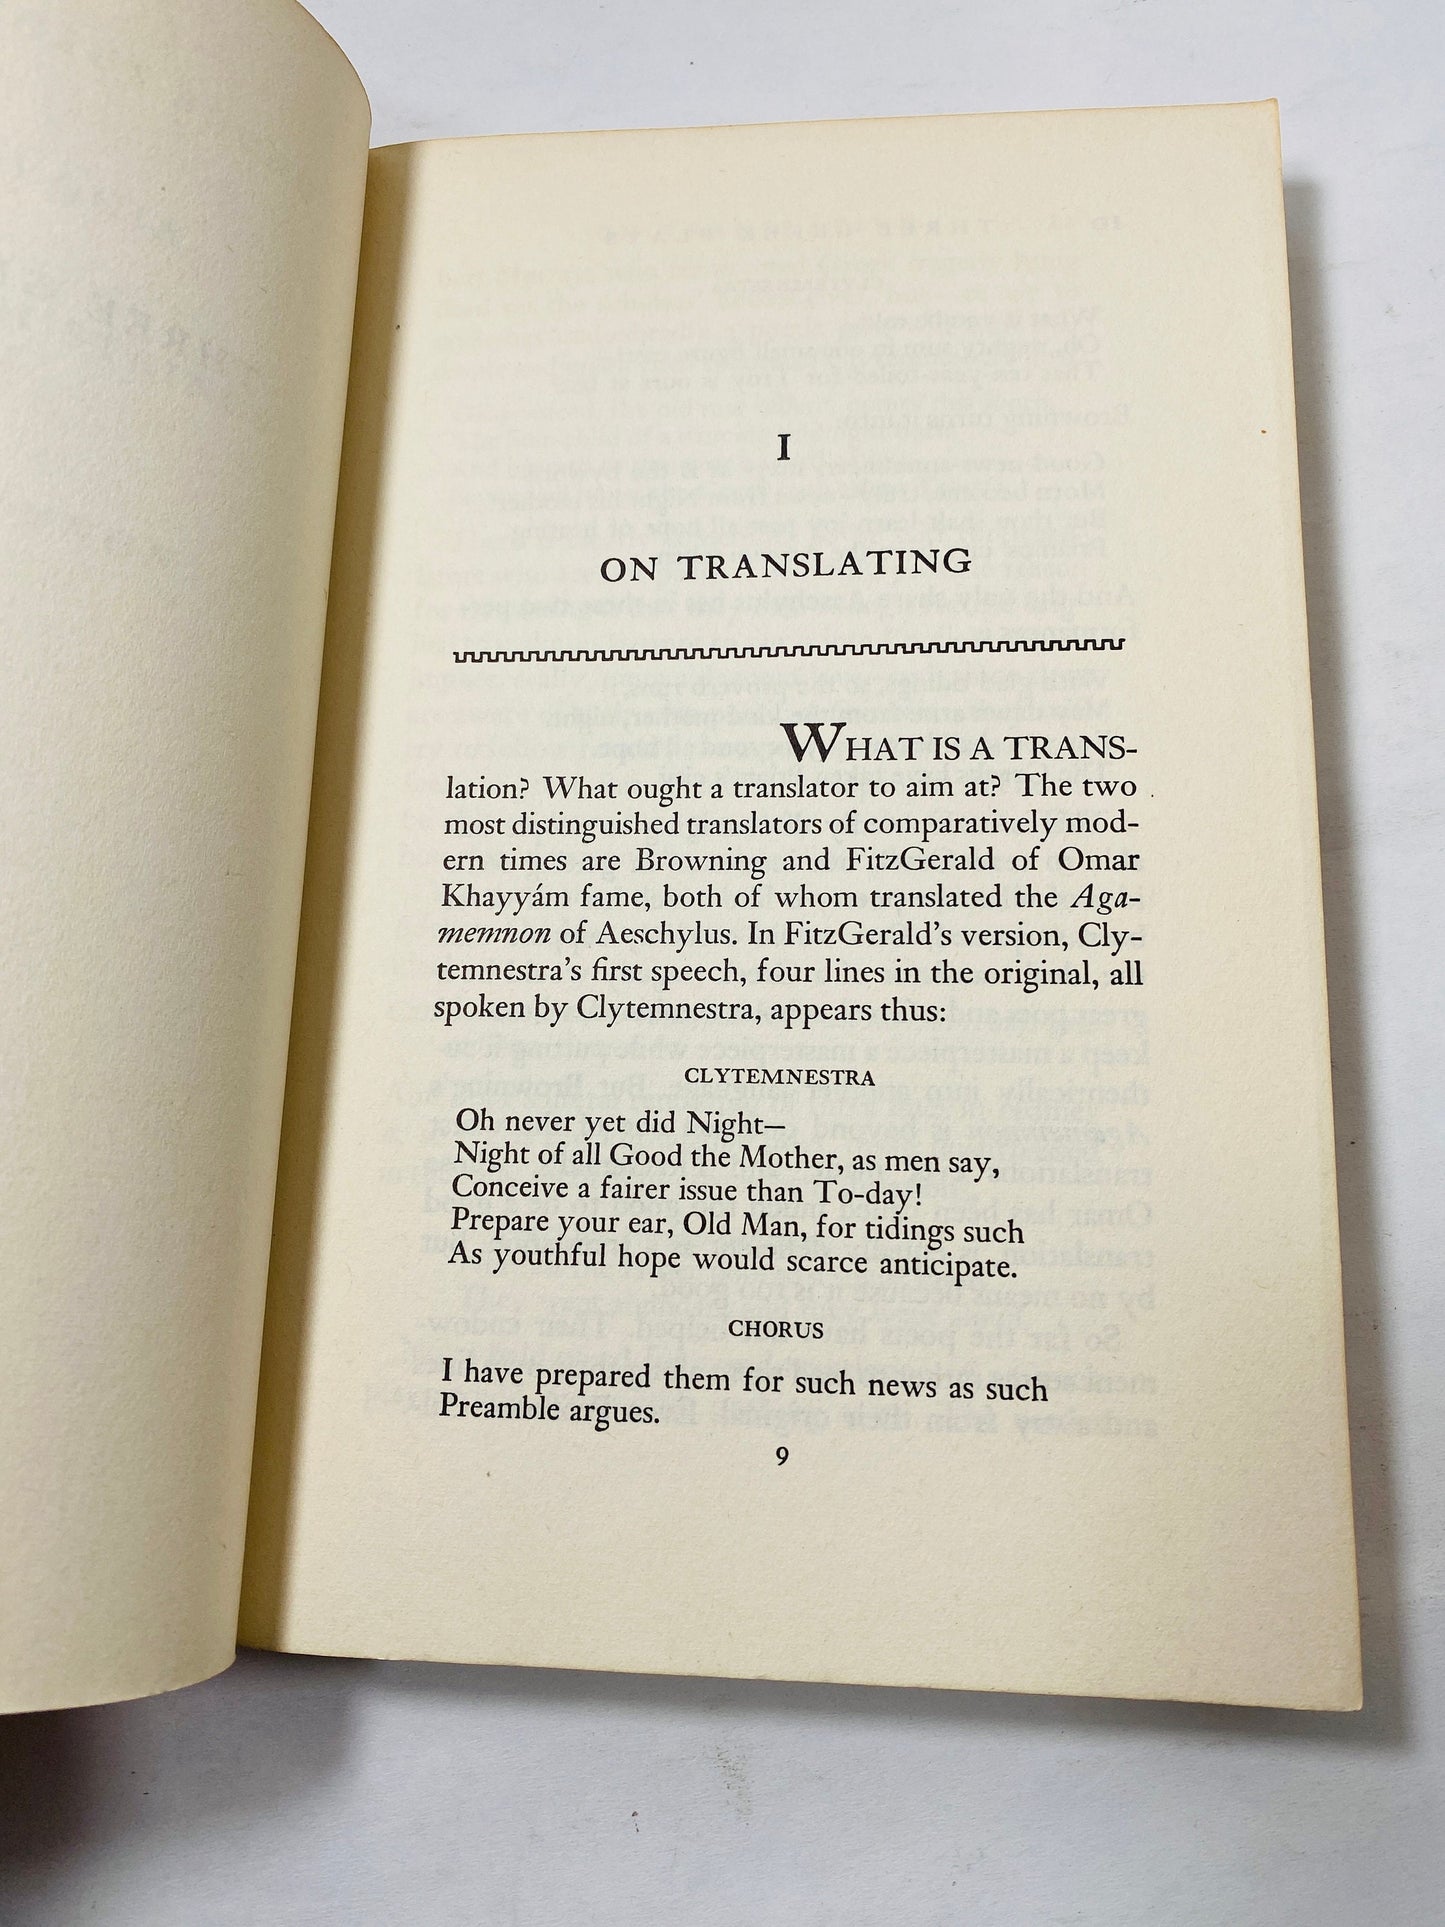 I
ON TRANSLATING
WHAT IS A TRANS-
lation? What ought a translator to aim at? The two
most distinguished translators of comparatively mod-
ern times are Browning and FitzGerald of Omar
Khayyám fame, both of whom translated the Aga-
memnon of Aeschylus. In FitzGerald's version, Cly-
temnestra's first speech, four lines in the original, all
spoken by Clytemnestra, appears thus:
CLYTEMNESTRA
Oh never yet did Night—
Night of all Good the Mother, as men say,
Conceive a fairer issue than To-day!
Prepare your ear, Old Man, for tidings such
As youthful hope would scarce anticipate.
CHORUS
I have prepared them for such news as such
Preamble argues.
9